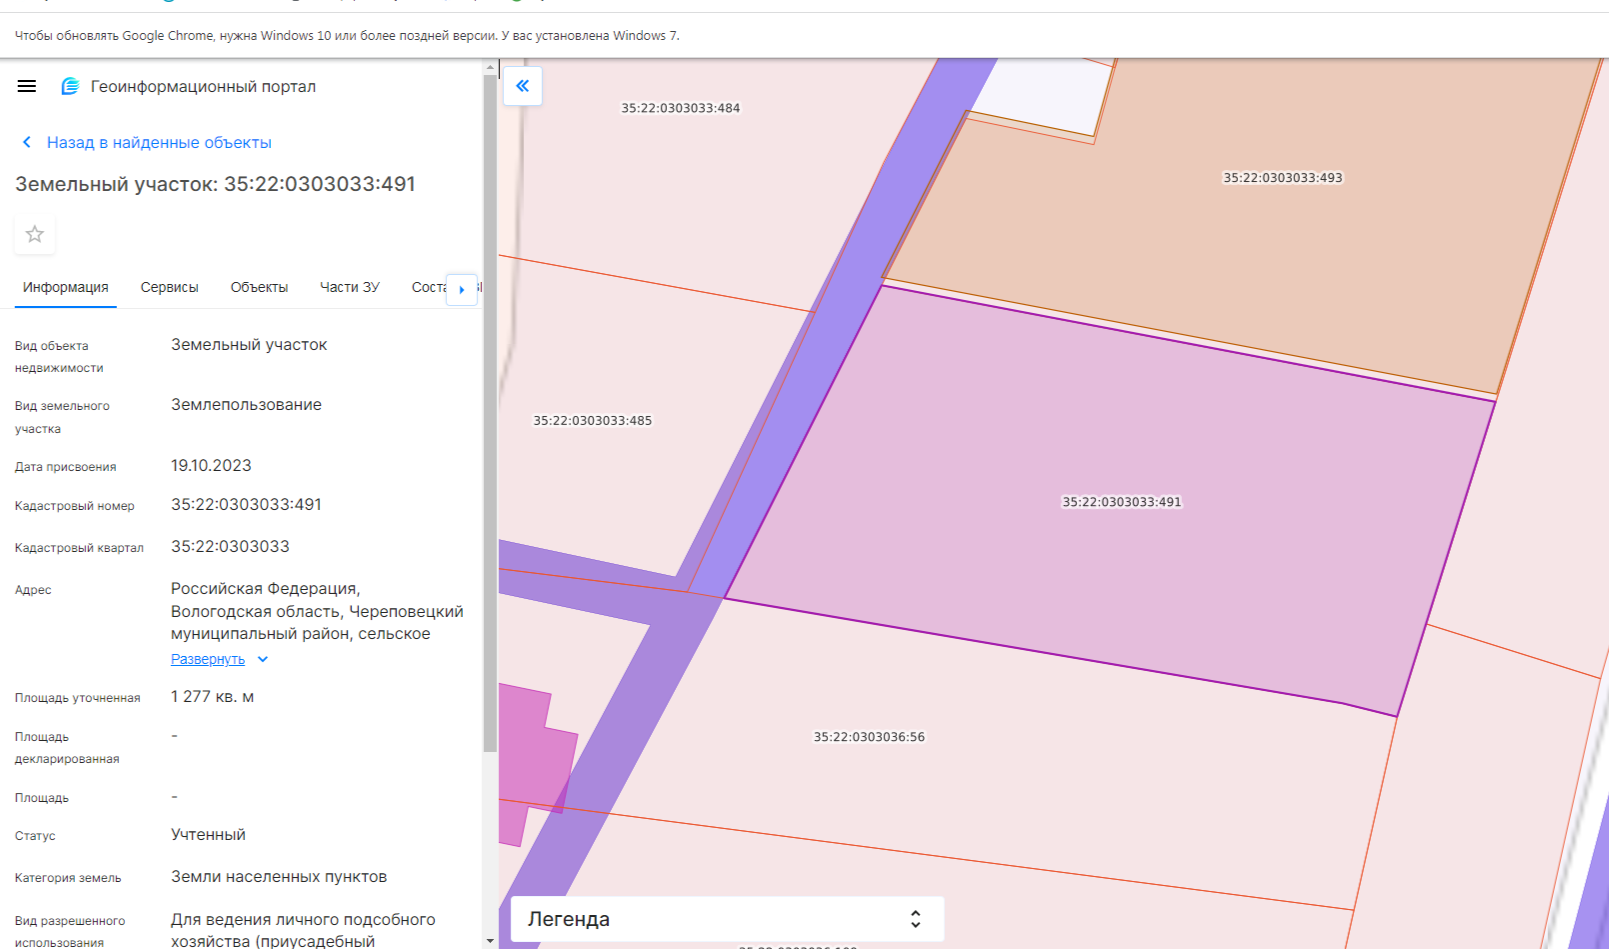 Чтобы обновлять Google Chrome, нужна Windows 10 или более поздней версии. У вас установлена Windows 7.
Геоинформационный портал
Назад в найденные объекты
Земельный участок: 35:22:0303033:491
Информация Сервисы Объекты Части ЗУ
Вид объекта недвижимости
Земельный участок
Вид земельного участка
Землепользование
Дата присвоения
19.10.2023
Кадастровый номер
35:22:0303033:491
Кадастровый квартал
35:22:0303033
Адрес
Российская Федерация,
Вологодская область, Череповецкий
муниципальный район, сельское
Развернуть
Площадь уточненная
1 277 кв. м
Площадь декларированная
-
Площадь
-
Статус
Учтенный
Категория земель
Земли населенных пунктов
Вид разрешенного использования
Для ведения личного подсобного
хозяйства (приусадебный
35:22:0303033:484
35:22:0303033:493
35:22:0303033:485
35:22:0303033:491
35:22:0303036:56
Легенда